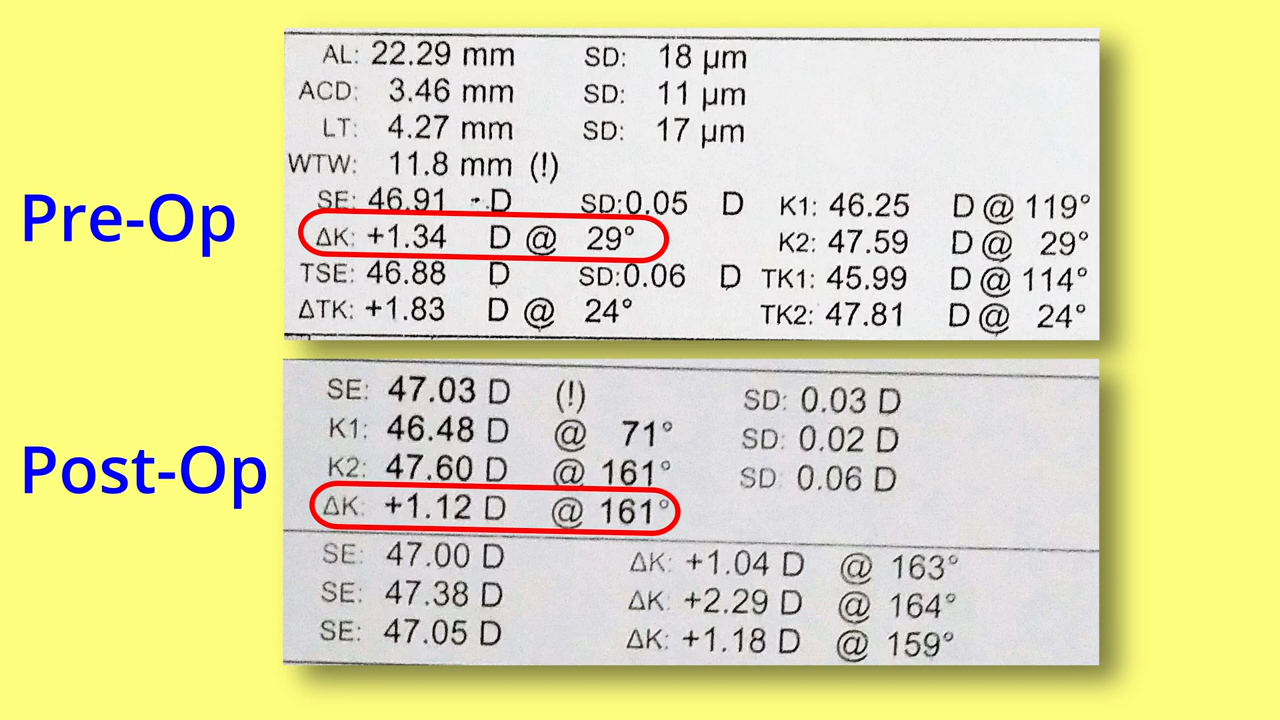 Pre-Op
AL: 22.29 mm SD: 18 µm
ACD: 3.46 mm SD: 11 µm
LT: 4.27 mm SD: 17 µm
WTW: 11.8 mm (!)
SE: 46.91 D SD:0.05 D K1: 46.25 D @ 119°
ΔK: +1.34 D @ 29° K2: 47.59 D @ 29°
TSE: 46.88 D SD:0.06 D TK1: 45.99 D @ 114°
ΔTK: +1.83 D @ 24° TK2: 47.81 D @ 24°
Post-Op
SE: 47.03 D (!) SD: 0.03 D
K1: 46.48 D @ 71° SD: 0.02 D
K2: 47.60 D @ 161° SD: 0.06 D
ΔK: +1.12 D @ 161°
SE: 47.00 D ΔK: +1.04 D @ 163°
SE: 47.38 D ΔK: +2.29 D @ 164°
SE: 47.05 D ΔK: +1.18 D @ 159°